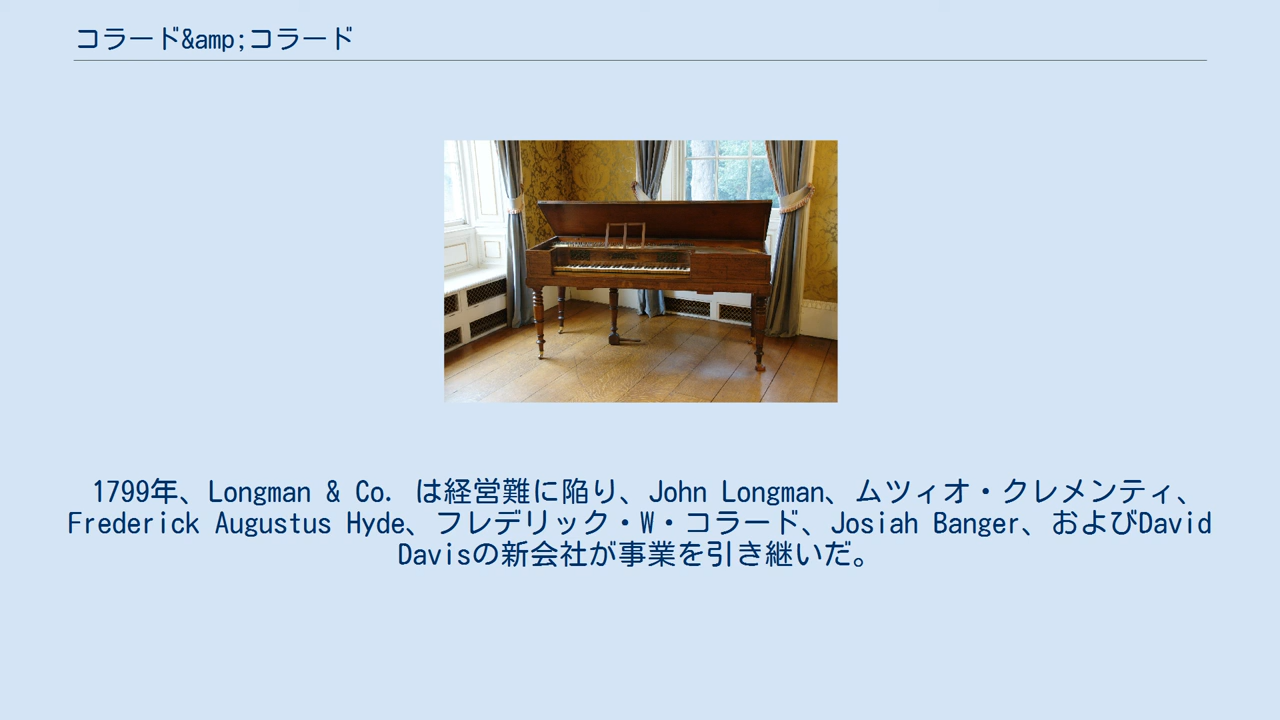 コラード&amp;コラード
1799年、Longman & Co. は経営難に陥り、John Longman、ムツィオ・クレメンティ、
Frederick Augustus Hyde、フレデリック・W・コラード、Josiah Banger、およびDavid
Davisの新会社が事業を引き継いだ。